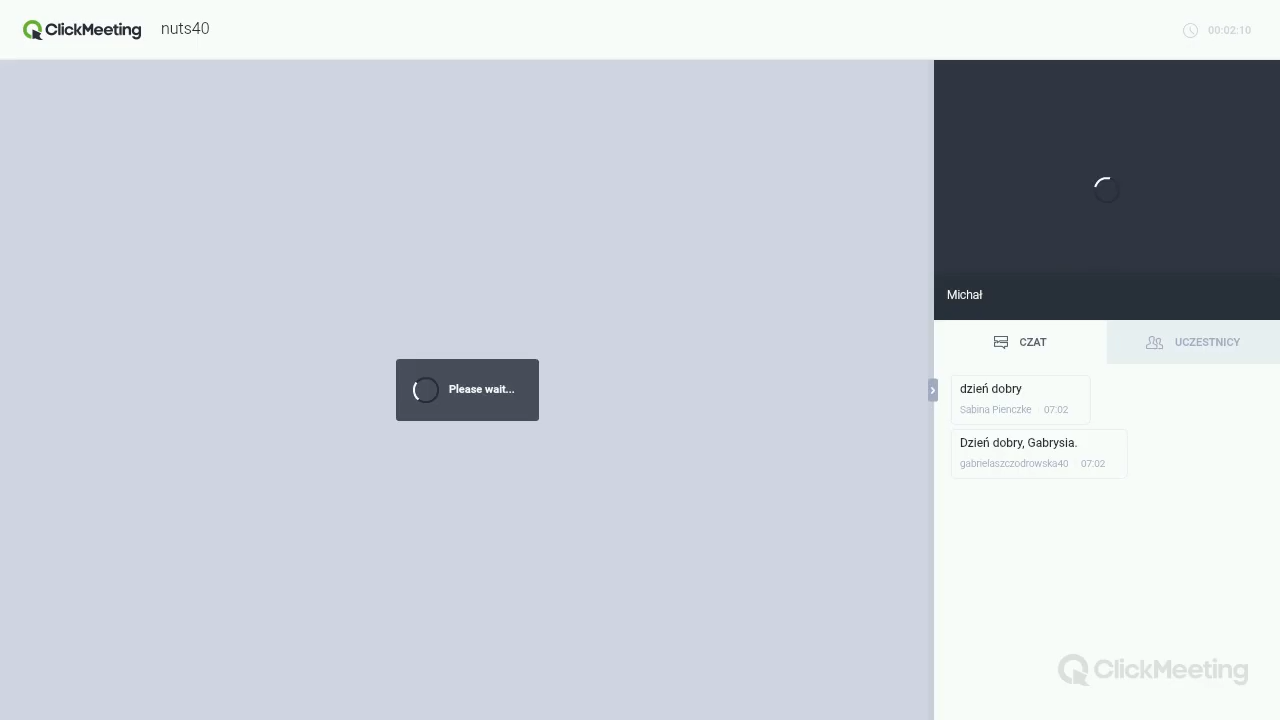 ClickMeeting nuts40 00:02:10
Please wait...
Michał
CZAT UCZESTNICY
dzień dobry
Sabina Pienczke 07:02
Dzień dobry, Gabrysia.
gabrielaszczodrowska40 07:02
ClickMeeting